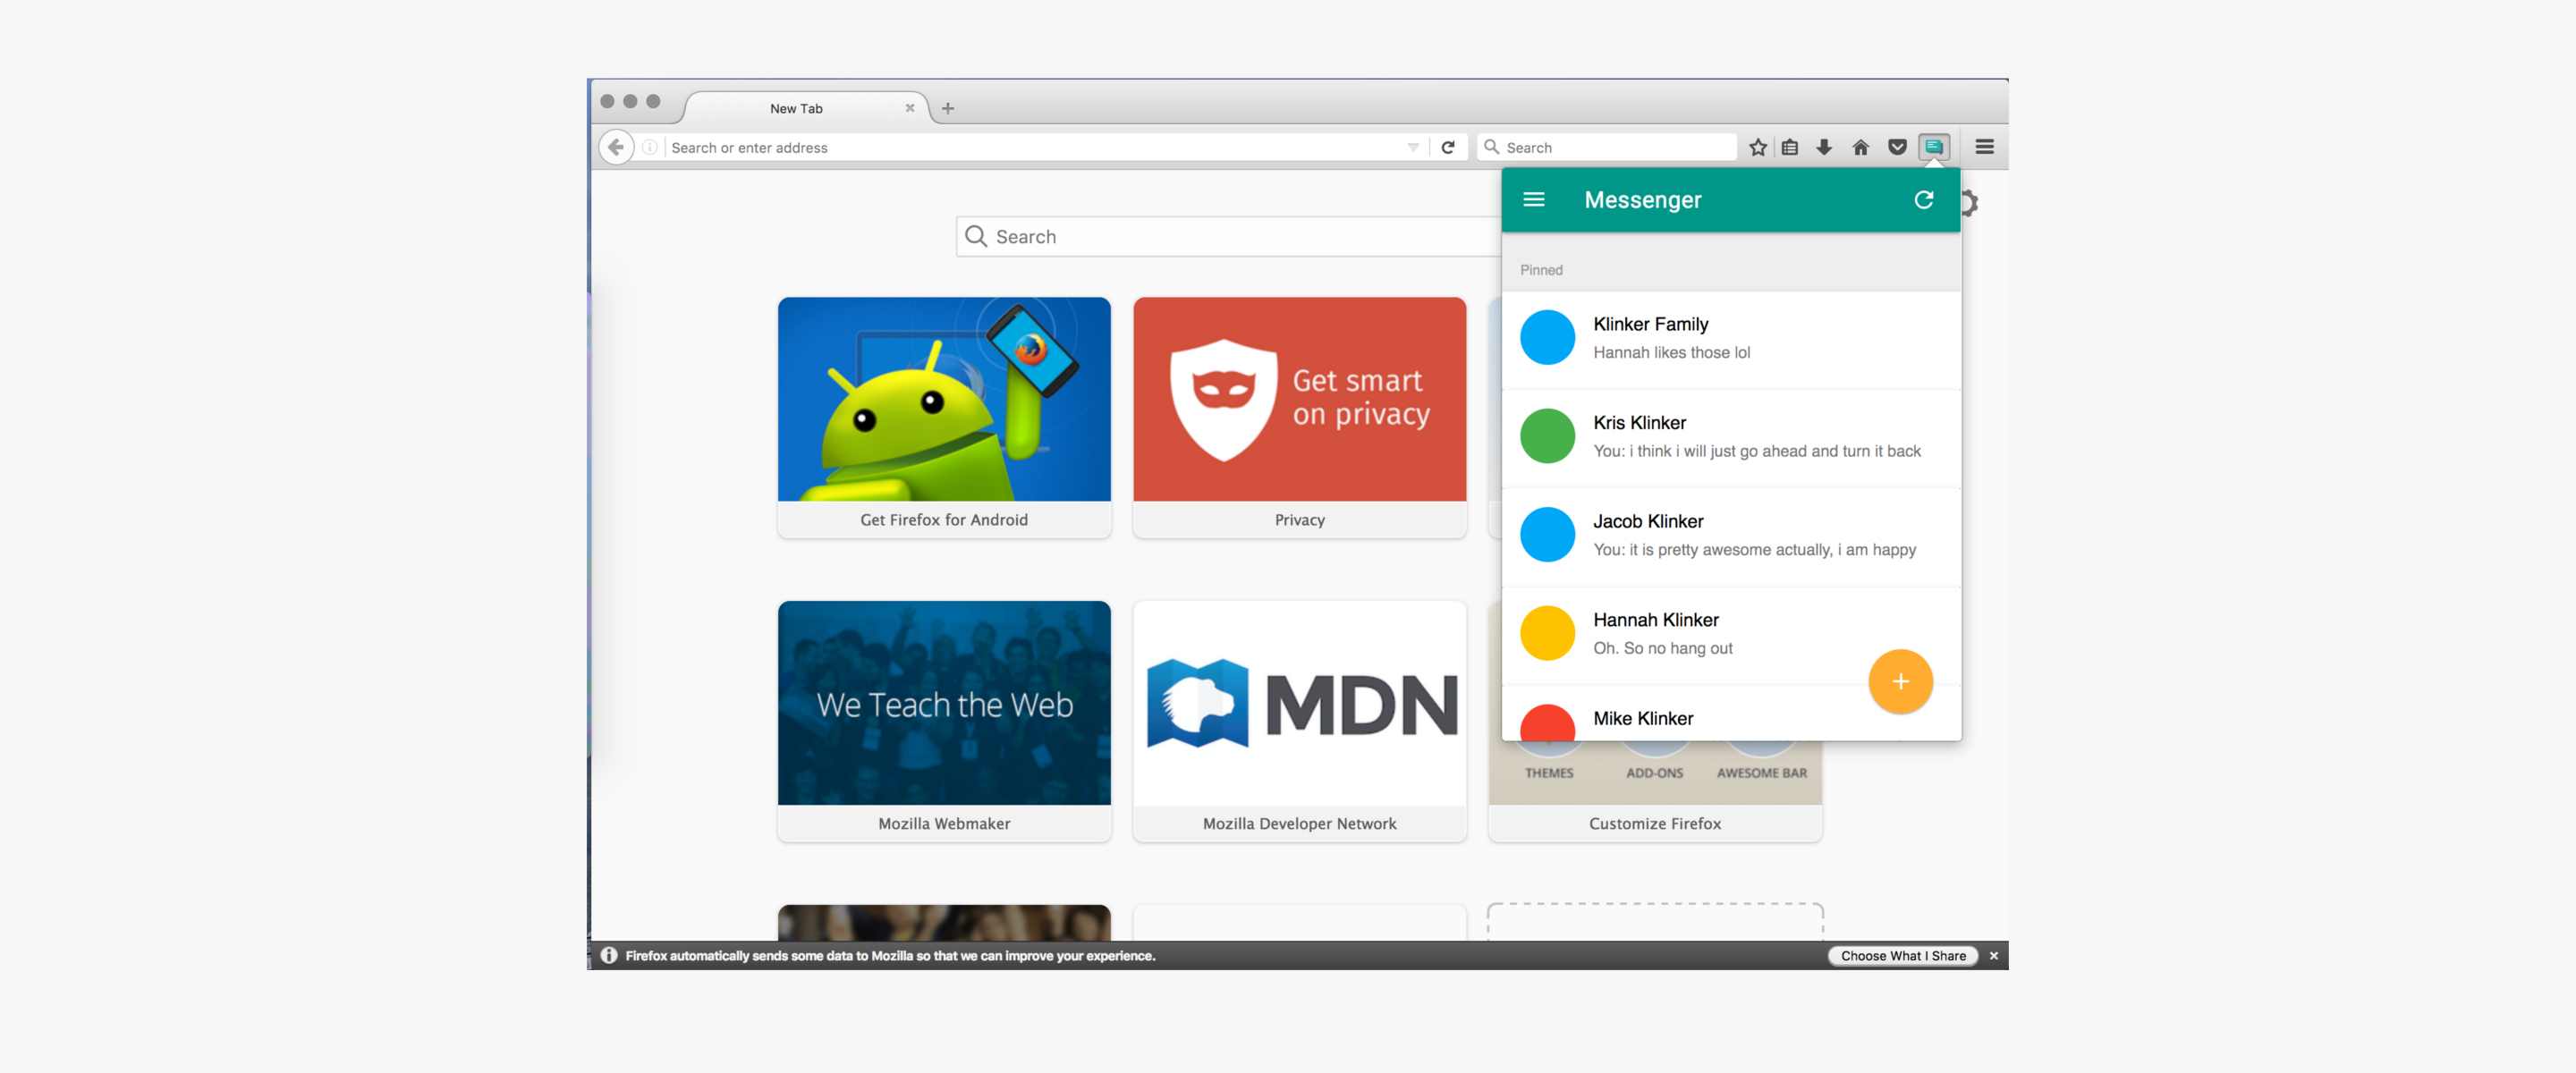 New Tab
Search or enter address
Search
Messenger
Search
Pinned
Klinker Family
Hannah likes those lol
Kris Klinker
You: i think i will just go ahead and turn it back
Jacob Klinker
You: it is pretty awesome actually, i am happy
Hannah Klinker
Oh. So no hang out
Mike Klinker
Get smart
on privacy
Get Firefox for Android
Privacy
We Teach the Web
MDN
THEMES
ADD-ONS
AWESOME BAR
Mozilla Webmaker
Mozilla Developer Network
Customize Firefox
Firefox automatically sends some data to Mozilla so that we can improve your experience.
Choose What I Share